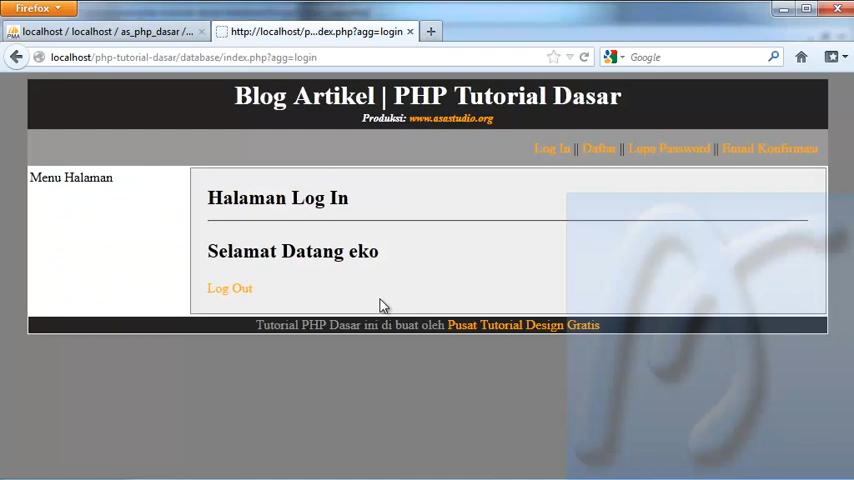 Firefox
localhost / localhost / as_php_dasar /...
http://localhost/p...dex.php?agg=login
localhost/php-tutorial-dasar/database/index.php?agg=login
Google
Blog Artikel | PHP Tutorial Dasar
Produksi: www.asastudio.org
Log In || Daftar || Lupa Password || Email Konfirmasi
Menu Halaman
Halaman Log In
Selamat Datang eko
Log Out
Tutorial PHP Dasar ini di buat oleh Pusat Tutorial Design Gratis